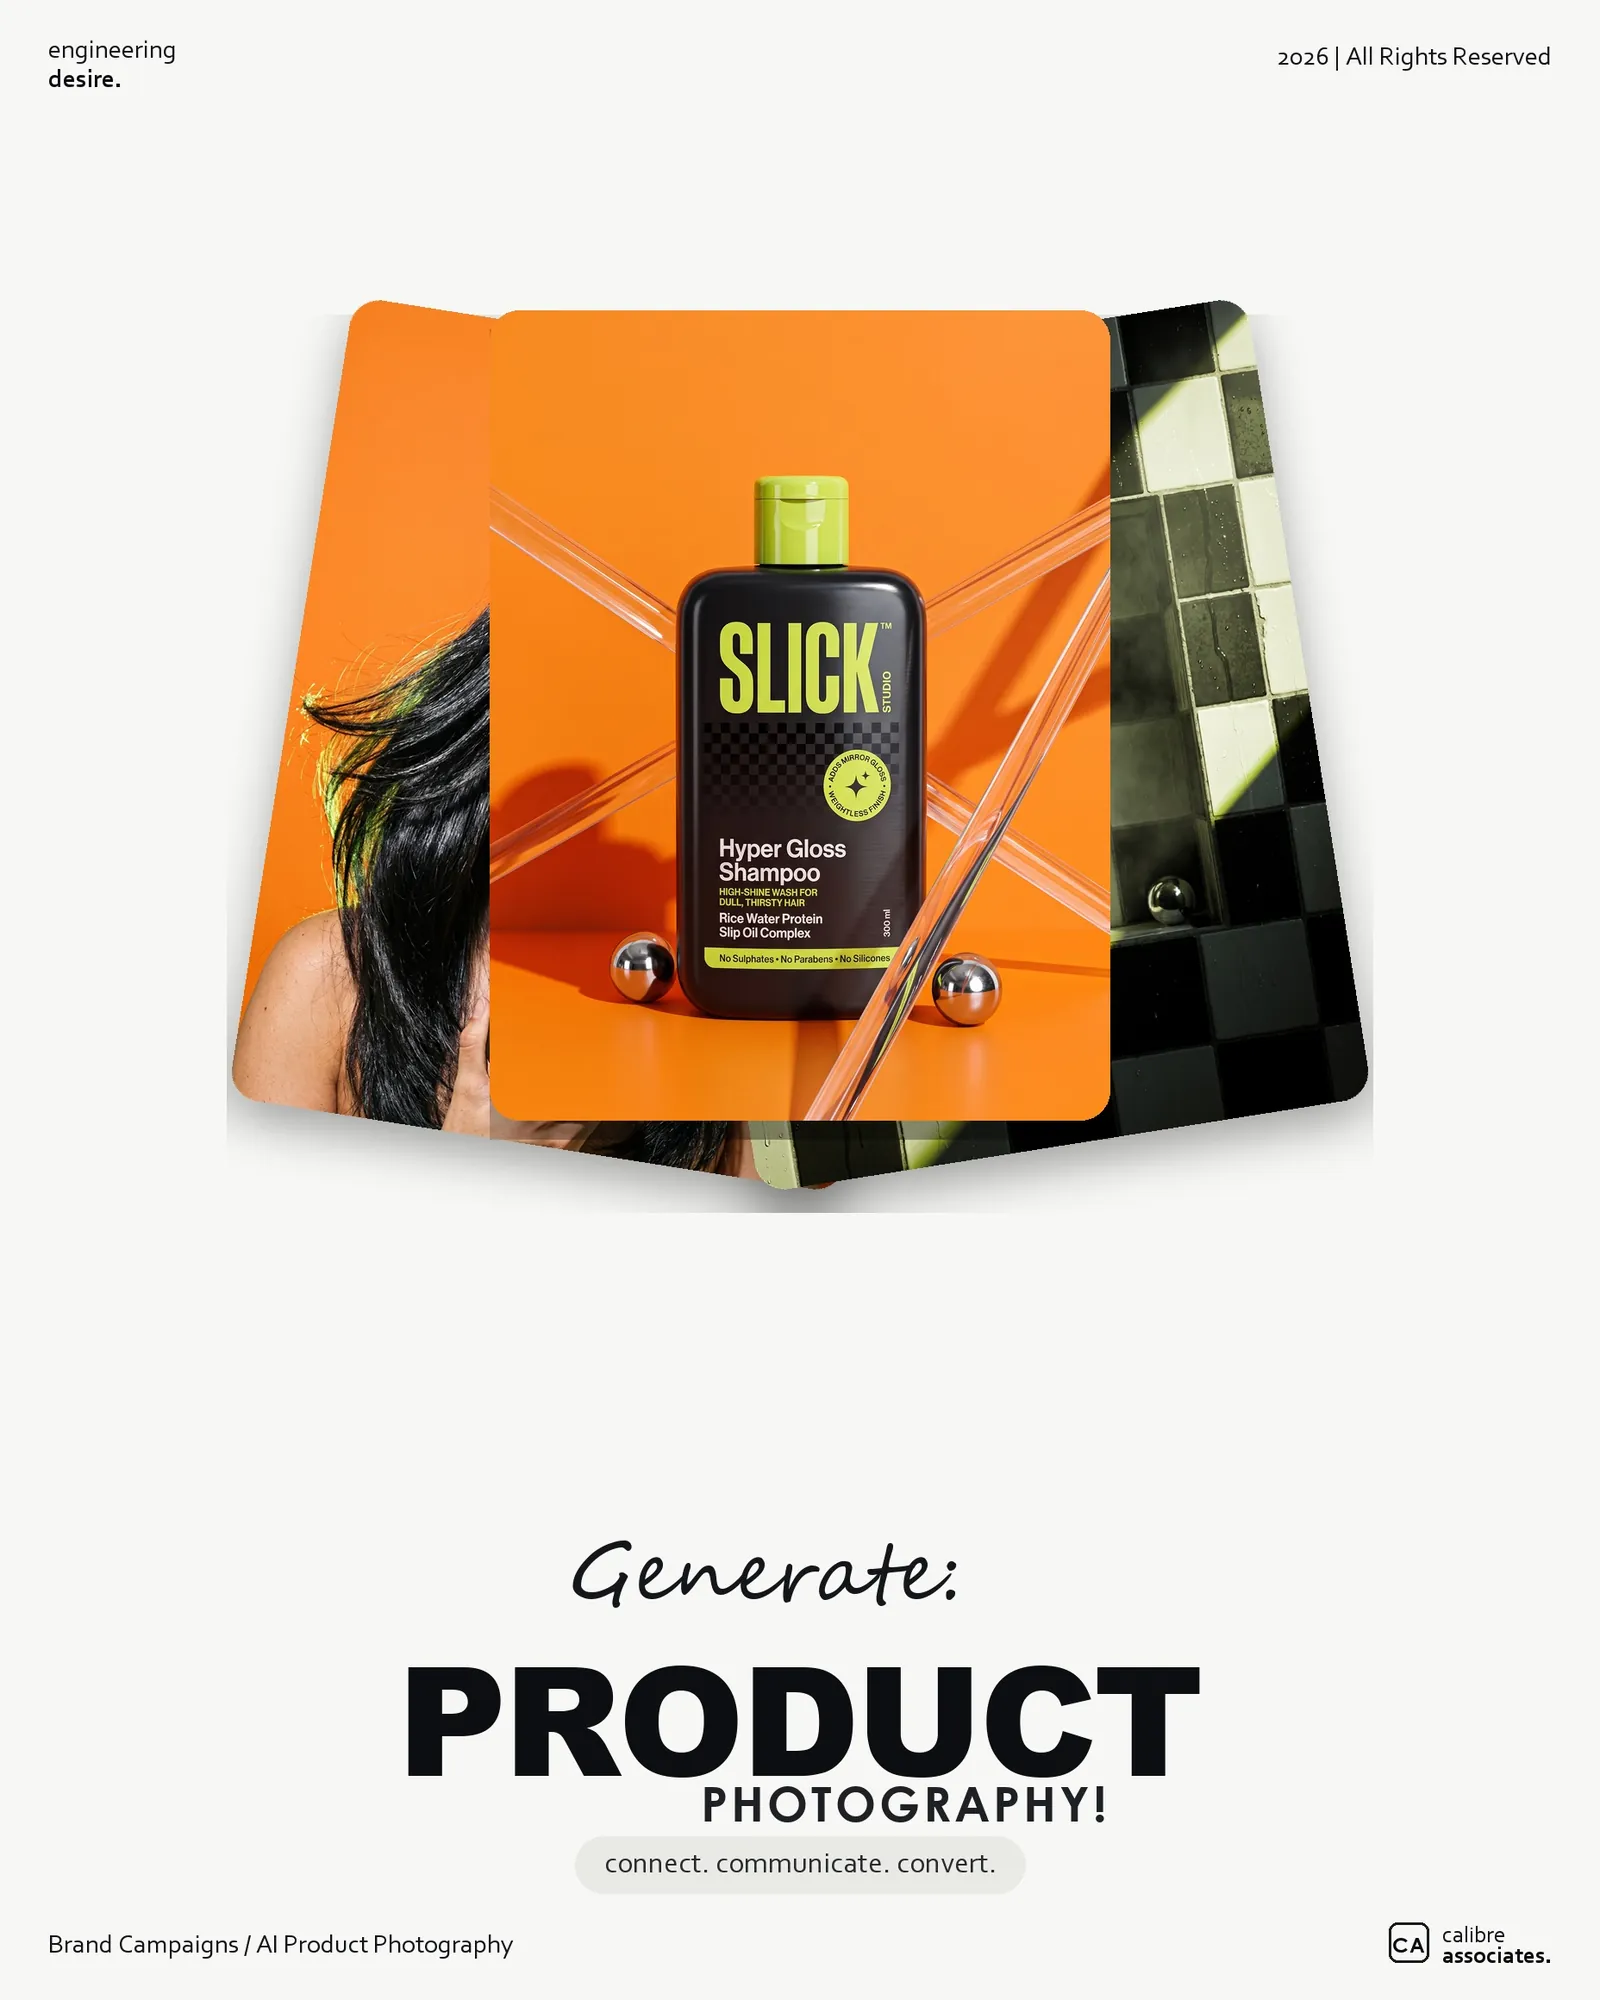 engineering
desire.
2026 | All Rights Reserved
SLICK™
STUDIO
ADDS MIRROR GLOSS • WEIGHTLESS FINISH •
Hyper Gloss
Shampoo
HIGH-SHINE WASH FOR
DULL, THIRSTY HAIR
Rice Water Protein
Slip Oil Complex
300 ml
No Sulphates • No Parabens • No Silicones
Generate:
PRODUCT
PHOTOGRAPHY!
connect. communicate. convert.
Brand Campaigns / AI Product Photography
CA
calibre
associates.